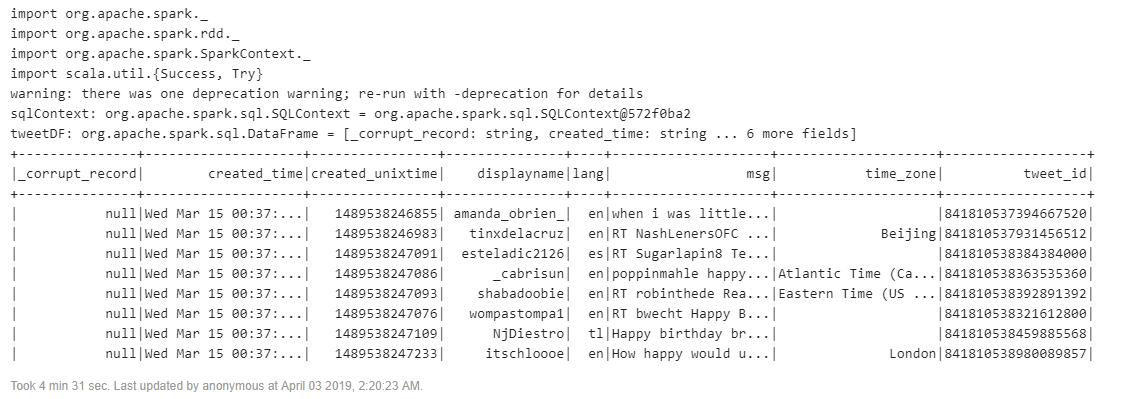 import org.apache.spark._
import org.apache.spark.rdd._
import org.apache.spark.SparkContext._
import scala.util.{Success, Try}
warning: there was one deprecation warning; re-run with -deprecation for details
sqlContext: org.apache.spark.sql.SQLContext = org.apache.spark.sql.SQLContext@572f0ba2
tweetDF: org.apache.spark.sql.DataFrame = [_corrupt_record: string, created_time: string ... 6 more fields]
+---------------+--------------------+----------------+---------------+----+--------------------+--------------------+------------------+
|_corrupt_record|        created_time|created_unixtime|    displayname|lang|                 msg|           time_zone|          tweet_id|
+---------------+--------------------+----------------+---------------+----+--------------------+--------------------+------------------+
|           null|Wed Mar 15 00:37:...|   1489538246855| amanda_obrien_|  en|when i was little...|                    |841810537394667520|
|           null|Wed Mar 15 00:37:...|   1489538246983|   tinxdelacruz|  en|RT NashLenersOFC ...|             Beijing|841810537931456512|
|           null|Wed Mar 15 00:37:...|   1489538247091|  esteladic2126|  es|RT Sugarlapin8 Te...|                    |841810538384384000|
|           null|Wed Mar 15 00:37:...|   1489538247086|      _cabrisun|  en|poppinmahle happy...|Atlantic Time (Ca...|841810538363535360|
|           null|Wed Mar 15 00:37:...|   1489538247093|    shabadoobie|  en|RT robinthede Rea...|Eastern Time (US ...|841810538392891392|
|           null|Wed Mar 15 00:37:...|   1489538247076|   wompastompa1|  en|RT bwecht Happy B...|                    |841810538321612800|
|           null|Wed Mar 15 00:37:...|   1489538247109|      NjDiestro|  tl|Happy birthday br...|                    |841810538459885568|
|           null|Wed Mar 15 00:37:...|   1489538247233|     itschloooe|  en|How happy would u...|              London|841810538980089857|
Took 4 min 31 sec. Last updated by anonymous at April 03 2019, 2:20:23 AM.